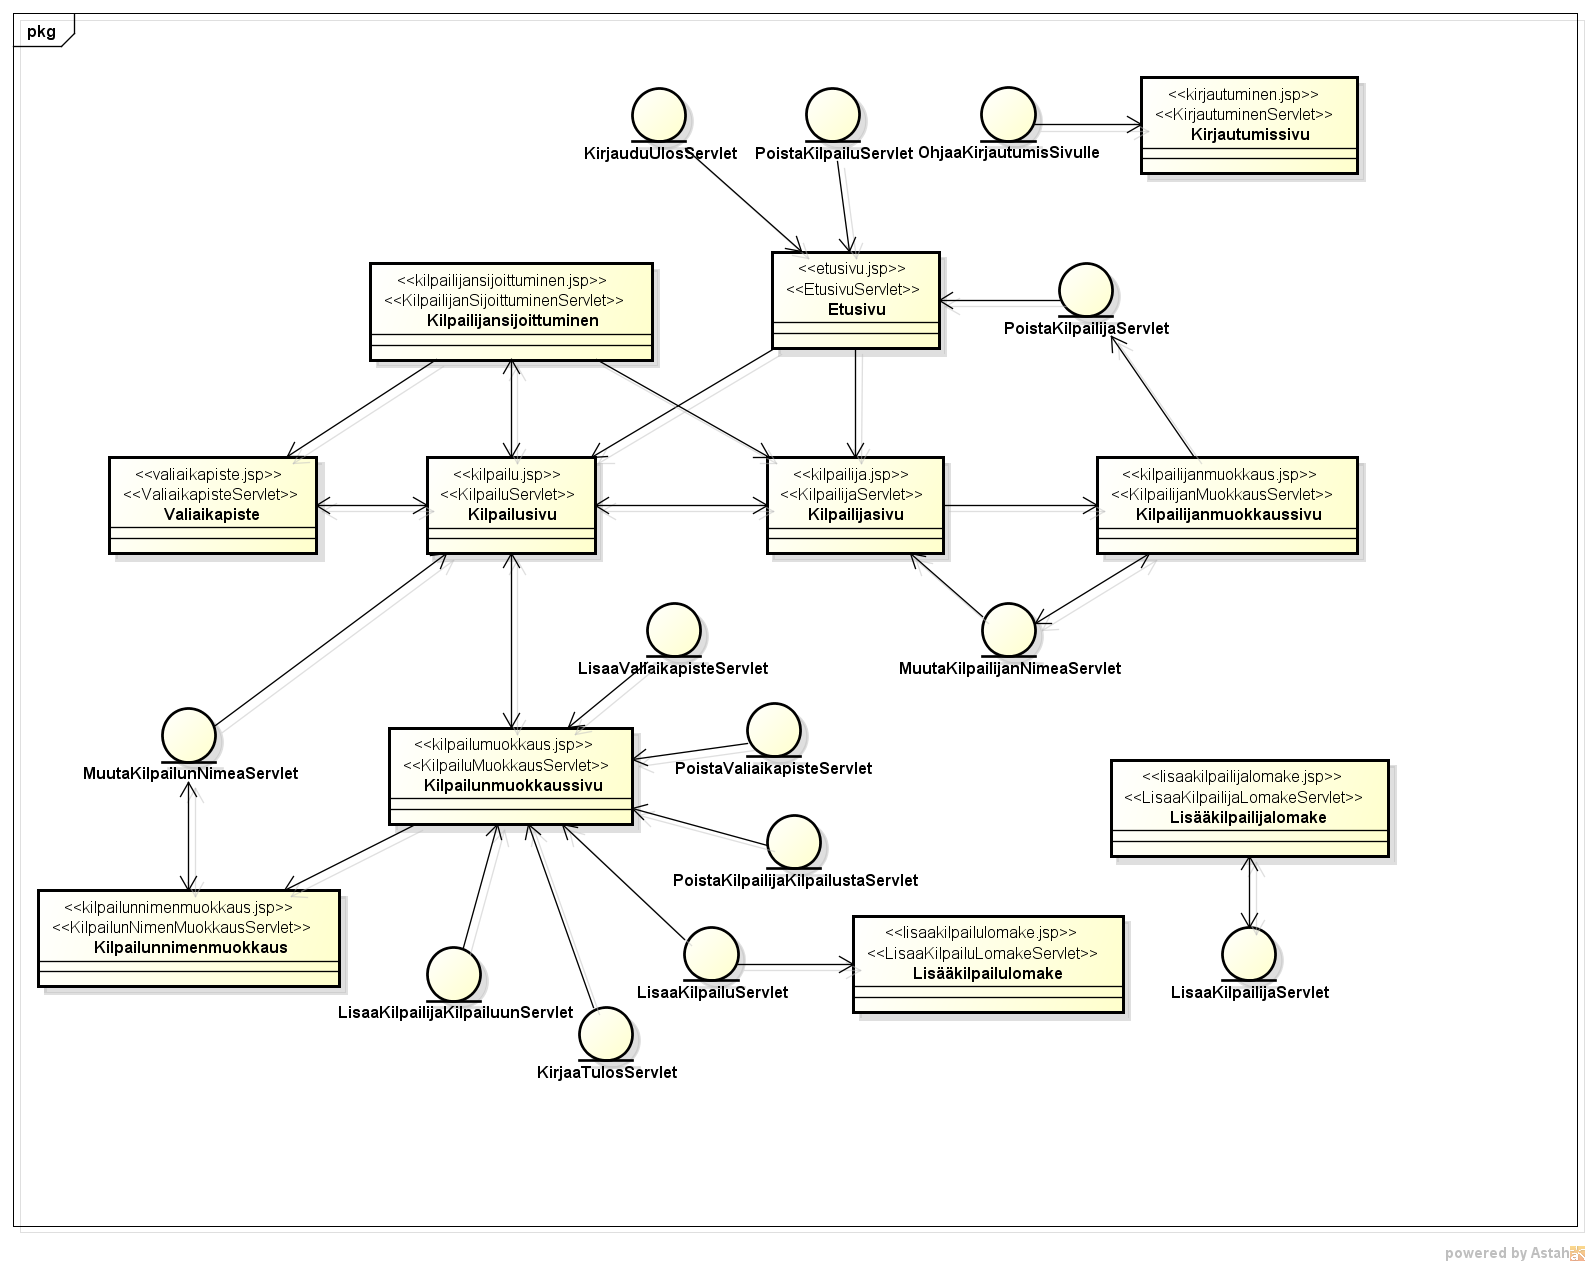 pkg
KirjauduUlosServlet
PoistaKilpailuServlet
OhjaaKirjautumisSivulle
<<kirjautuminen.jsp>>
<<KirjautuminenServlet>>
Kirjautumissivu
<<kilpailijansijoittuminen.jsp>>
<<KilpailijanSijoittuminenServlet>>
Kilpailijansijoittuminen
<<etusivu.jsp>>
<<EtusivuServlet>>
Etusivu
PoistaKilpailijaServlet
<<valiaikapiste.jsp>>
<<ValiaikapisteServlet>>
Valiaikapiste
<<kilpailu.jsp>>
<<KilpailuServlet>>
Kilpailusivu
<<kilpailija.jsp>>
<<KilpailijaServlet>>
Kilpailijasivu
<<kilpailijanmuokkaus.jsp>>
<<KilpailijanMuokkausServlet>>
Kilpailijanmuokkaussivu
LisaaValiaikapisteServlet
MuutaKilpailijanNimeaServlet
MuutaKilpailunNimeaServlet
<<kilpailumuokkaus.jsp>>
<<KilpailuMuokkausServlet>>
Kilpailunmuokkaussivu
PoistaValiaikapisteServlet
<<lisaakilpailijalomake.jsp>>
<<LisaaKilpailijaLomakeServlet>>
Lisääkilpailijalomake
PoistaKilpailijaKilpailustaServlet
<<kilpailunnimenmuokkaus.jsp>>
<<KilpailunNimenMuokkausServlet>>
Kilpailunnimenmuokkaus
LisaaKilpailijaKilpailuunServlet
LisaaKilpailuServlet
<<lisaakilpailulomake.jsp>>
<<LisaaKilpailuLomakeServlet>>
Lisääkilpailulomake
LisaaKilpailijaServlet
KirjaaTulosServlet
powered by Astah